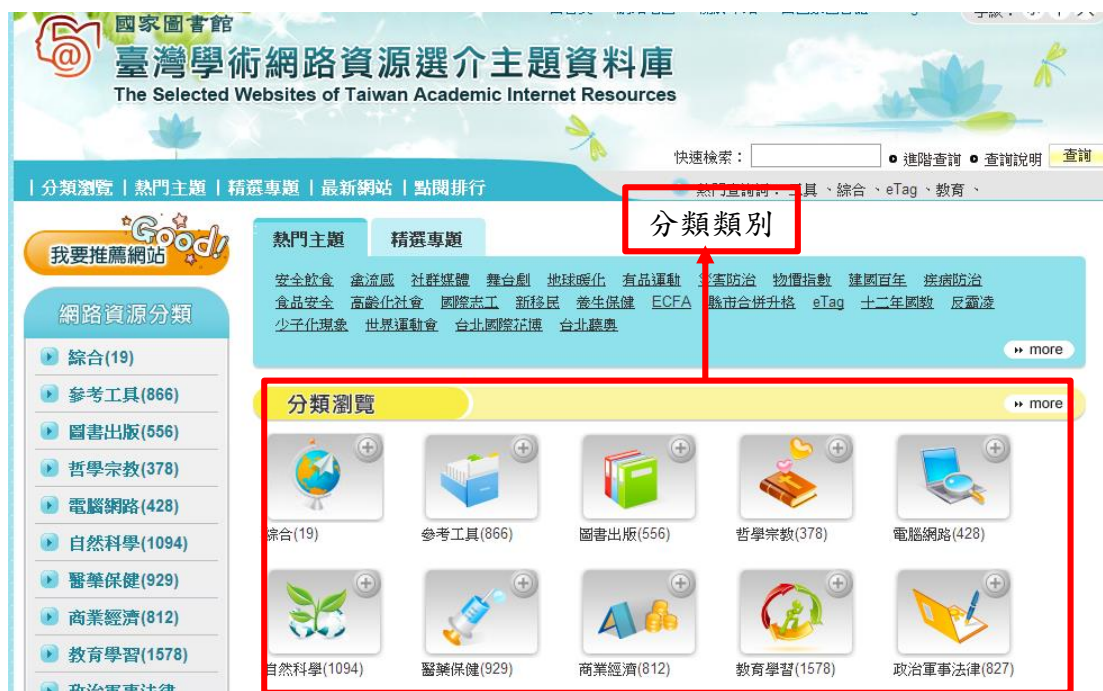 國家圖書館
臺灣學術網路資源選介主題資料庫
The Selected Websites of Taiwan Academic Internet Resources
快速檢索：
進階查詢
查詢說明
查詢
| 分類瀏覽 | 熱門主題 | 精選專題 | 最新網站 | 點閱排行
、綜合、eTag、教育、
分類類別
Good!
我要推薦網站
熱門主題
精選專題
安全飲食 禽流感 社群媒體 舞台劇 地球暖化 有品運動 災害防治 物價指數 建國百年 疾病防治
食品安全 高齡化社會 國際志工 新移民 養生保健 ECFA 縣市合併升格 eTag 十二年國教 反霸凌
少子化現象 世界運動會 台北國際花博 台北聽奧
more
網路資源分類
綜合(19)
參考工具(866)
圖書出版(556)
哲學宗教(378)
電腦網路(428)
自然科學(1094)
醫藥保健(929)
商業經濟(812)
教育學習(1578)
分類瀏覽
more
綜合(19)
參考工具(866)
圖書出版(556)
哲學宗教(378)
電腦網路(428)
自然科學(1094)
醫藥保健(929)
商業經濟(812)
教育學習(1578)
政治軍事法律(827)